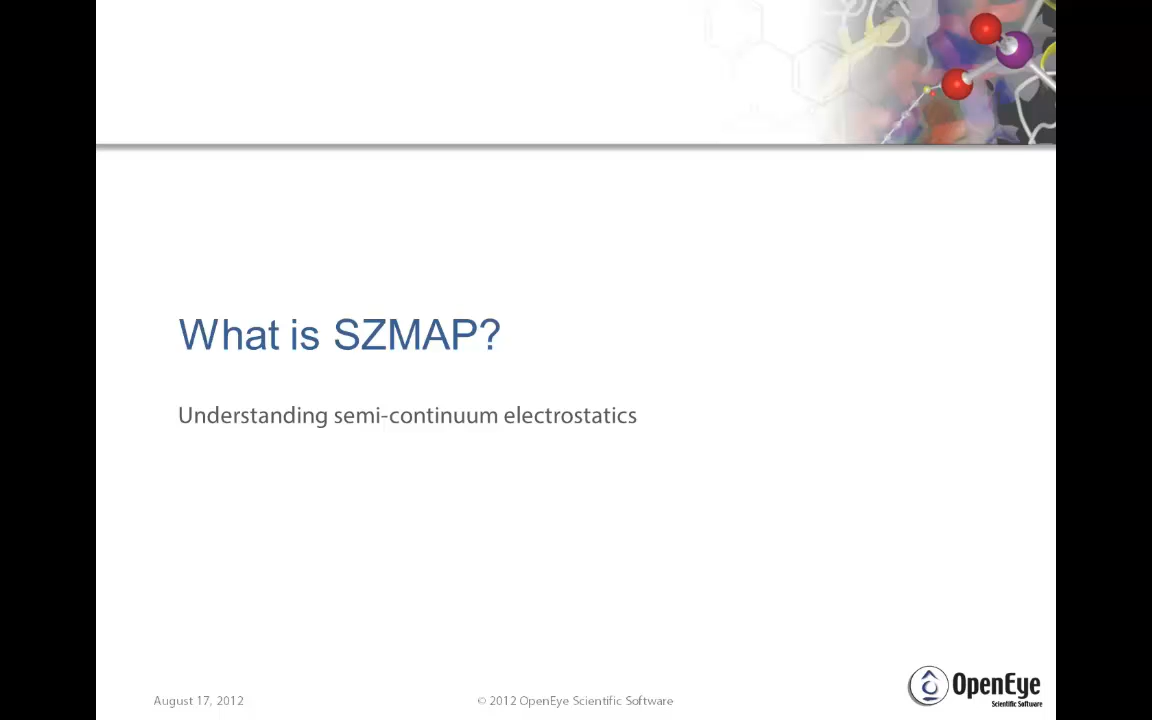 What is SZMAP?
Understanding semi-continuum electrostatics
August 17, 2012
© 2012 OpenEye Scientific Software
OpenEye
Scientific Software